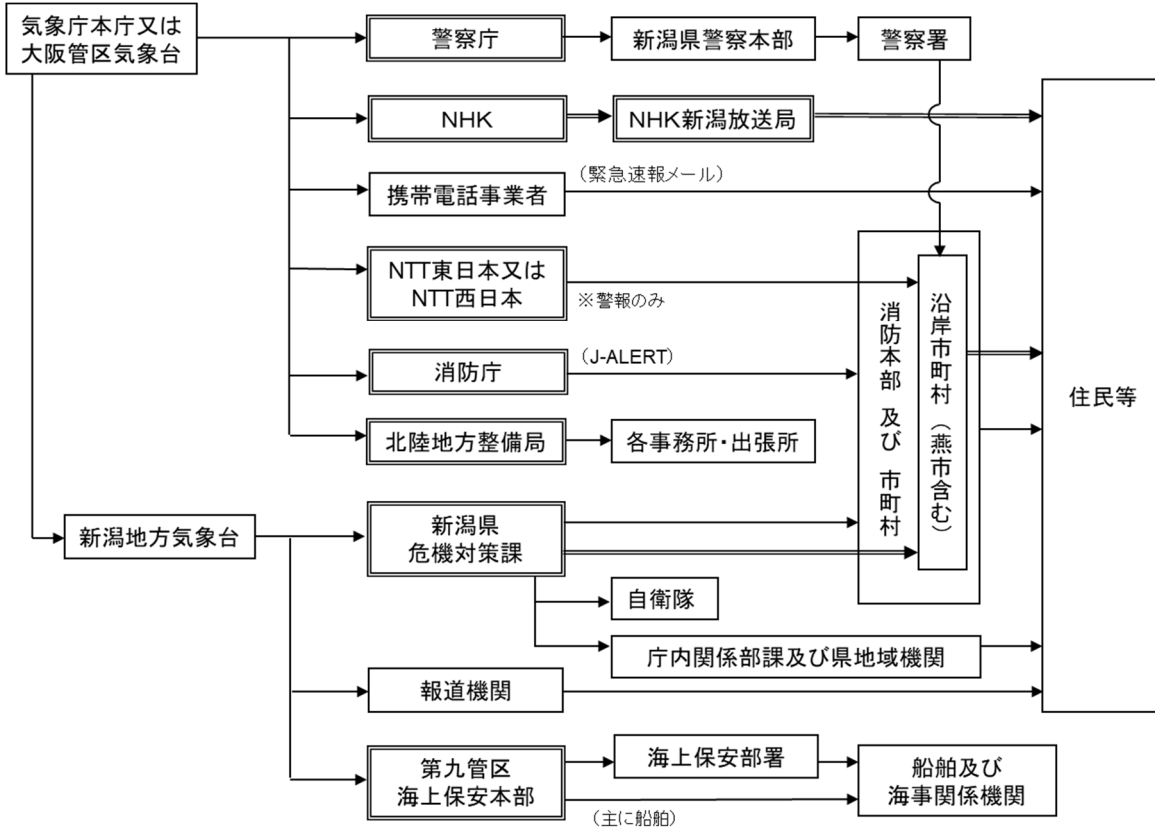 気象庁本庁又は
大阪管区気象台
警察庁
新潟県警察本部
警察署
NHK
NHK新潟放送局
携帯電話事業者
（緊急速報メール）
NTT東日本又は
NTT西日本
※警報のみ
消防庁
（J-ALERT）
北陸地方整備局
各事務所・出張所
消防本部 及び 市町村
沿岸市町村（燕市含む）
住民等
新潟地方気象台
新潟県
危機対策課
自衛隊
庁内関係部課及び県地域機関
報道機関
第九管区
海上保安本部
海上保安部署
（主に船舶）
船舶及び
海事関係機関